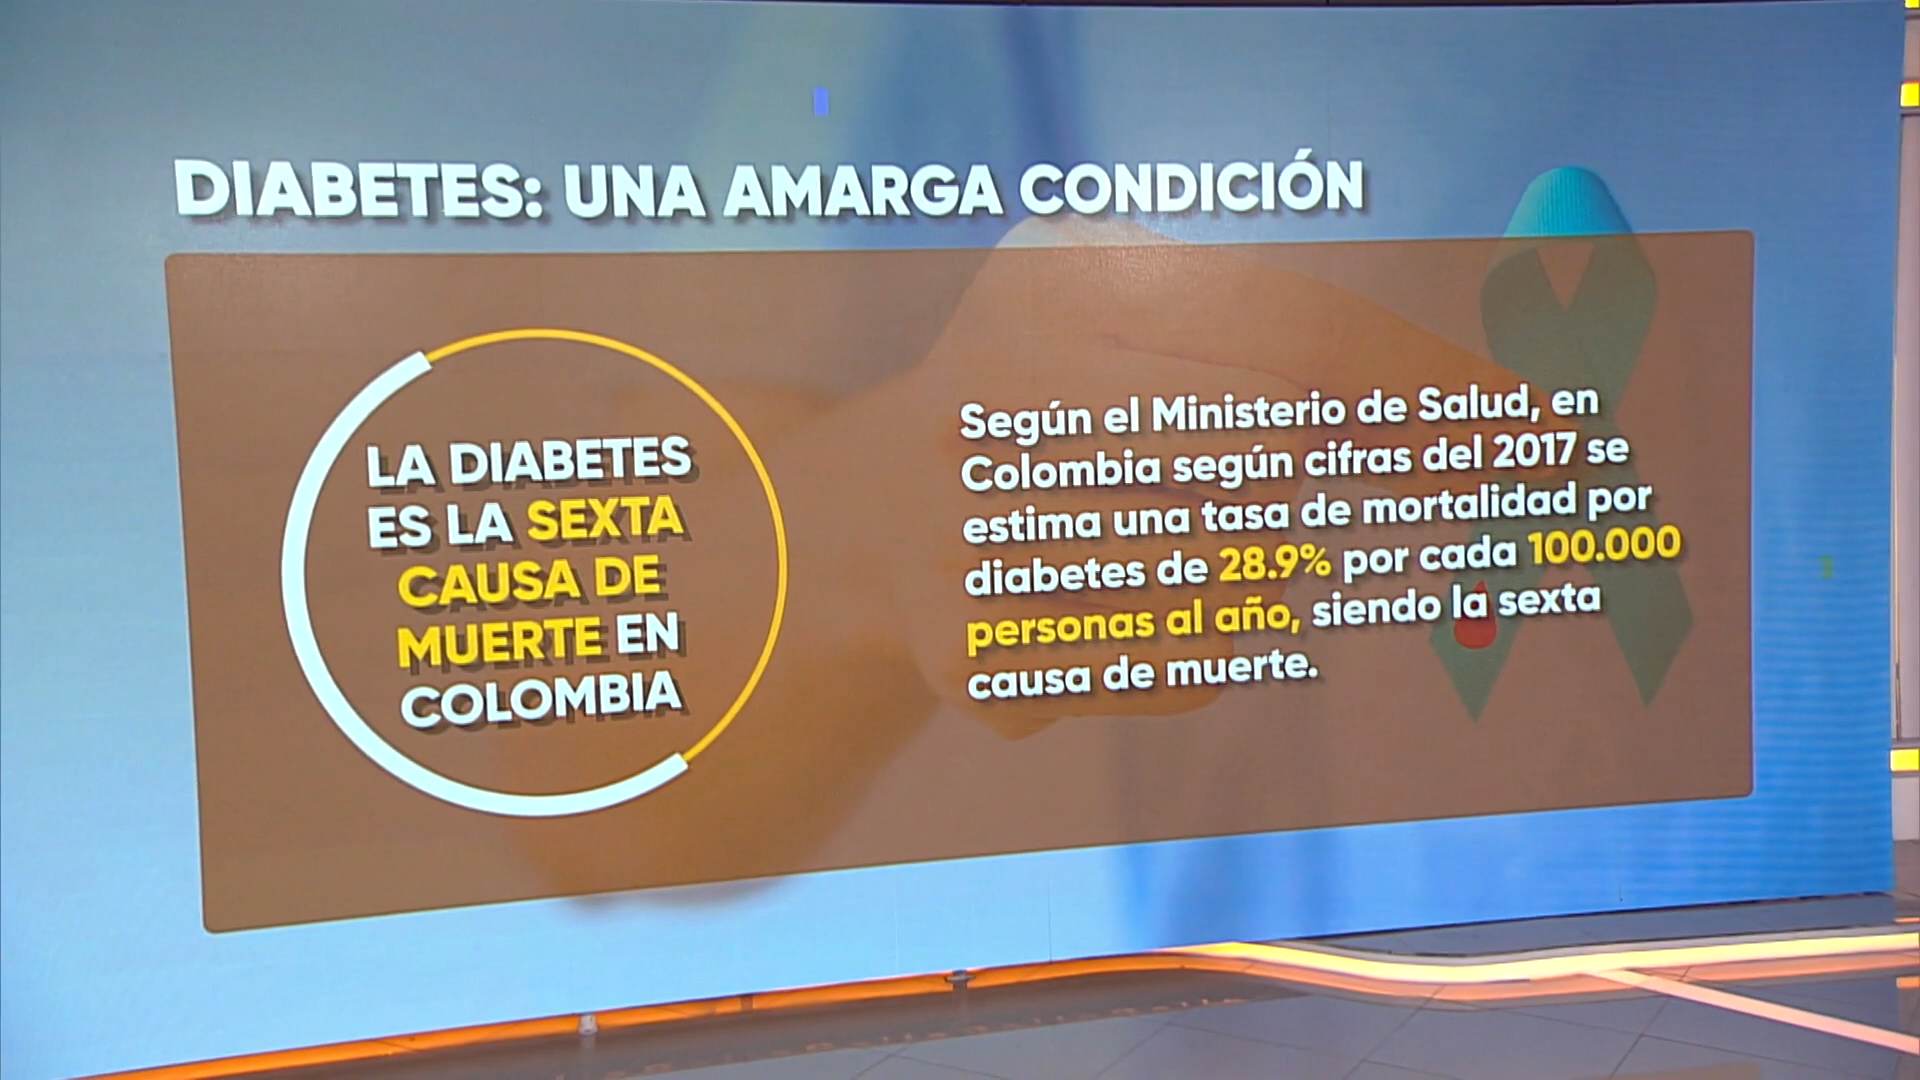 DIABETES: UNA AMARGA CONDICIÓN
LA DIABETES
ES LA SEXTA
CAUSA DE
MUERTE EN
COLOMBIA
Según el Ministerio de Salud, en
Colombia según cifras del 2017 se
estima una tasa de mortalidad por
diabetes de 28.9% por cada 100.000
personas al año, siendo la sexta
causa de muerte.